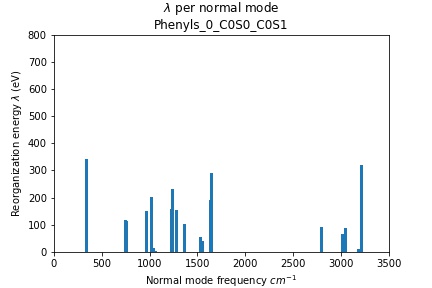 λ per normal mode
Phenyls_0_C0S0_C0S1
Reorganization energy λ (eV)
800
700
600
500
400
300
200
100
0
0 500 1000 1500 2000 2500 3000 3500
Normal mode frequency cm⁻¹